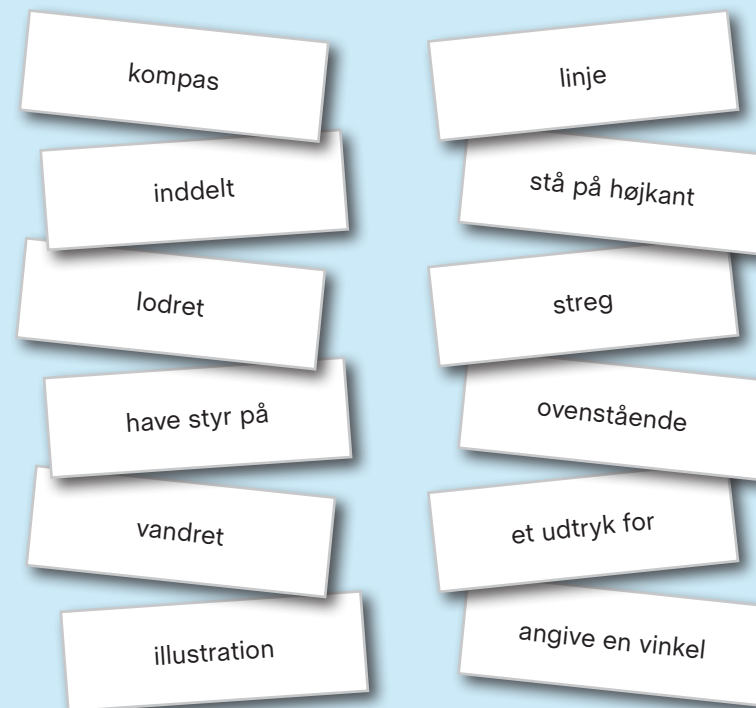 kompas
inddelt
lodret
have styr på
vandret
illustration
linje
stå på højkant
streg
ovenstående
et udtryk for
angive en vinkel